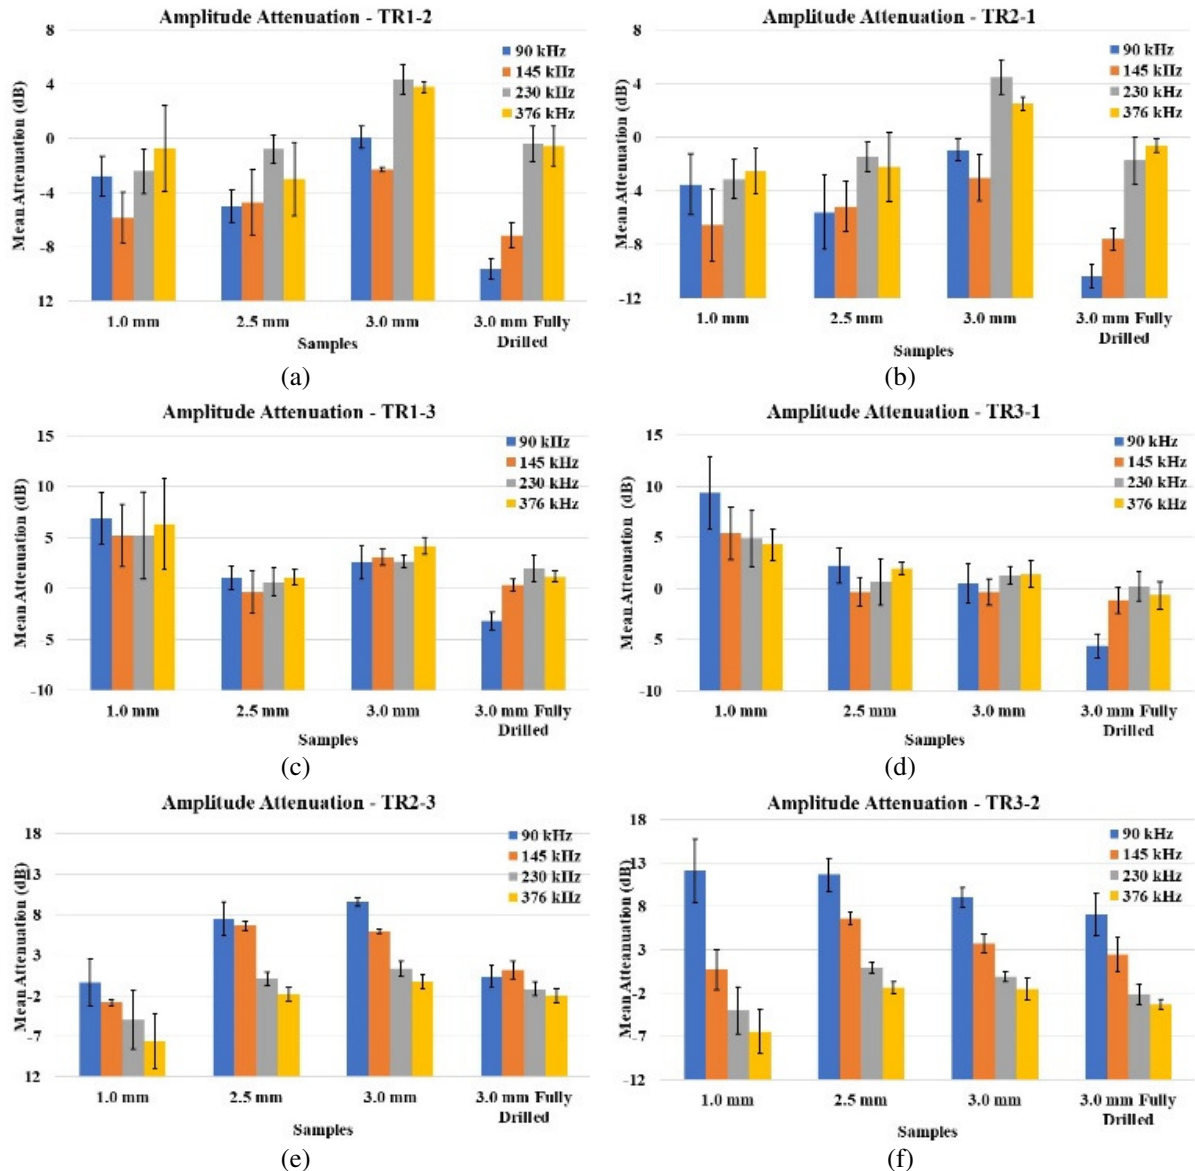 Amplitude Attenuation - TR1-2
Mean Attenuation (dB)
8
4
0
-4
-8
12
90 kHz
145 kHz
230 kHz
376 kHz
1.0 mm
2.5 mm
3.0 mm
3.0 mm Fully
Drilled
Samples
(a)
Amplitude Attenuation - TR2-1
Mean Attenuation (dB)
8
4
0
-4
-8
-12
90 kHz
145 kHz
230 kHz
376 kHz
1.0 mm
2.5 mm
3.0 mm
3.0 mm Fully
Drilled
Samples
(b)
Amplitude Attenuation - TR1-3
Mean Attenuation (dB)
15
10
5
0
5
-10
90 kHz
145 kHz
230 kHz
376 kHz
1.0 mm
2.5 mm
3.0 mm
3.0 mm Fully
Drilled
Samples
(c)
Amplitude Attenuation - TR3-1
Mean Attenuation (dB)
15
10
5
0
5
-10
90 kHz
145 kHz
230 kHz
376 kHz
1.0 mm
2.5 mm
3.0 mm
3.0 mm Fully
Drilled
Samples
(d)
Amplitude Attenuation - TR2-3
Mean Attenuation (dB)
18
13
8
3
-2
-7
12
90 kHz
145 kHz
230 kHz
376 kHz
1.0 mm
2.5 mm
3.0 mm
3.0 mm Fully
Drilled
Samples
(e)
Amplitude Attenuation - TR3-2
Mean Atteanuation (dB)
18
13
8
3
-2
-7
-12
90 kHz
145 kHz
230 kHz
376 kHz
1.0 mm
2.5 mm
3.0 mm
3.0 mm Fully
Drilled
Samples
(f)